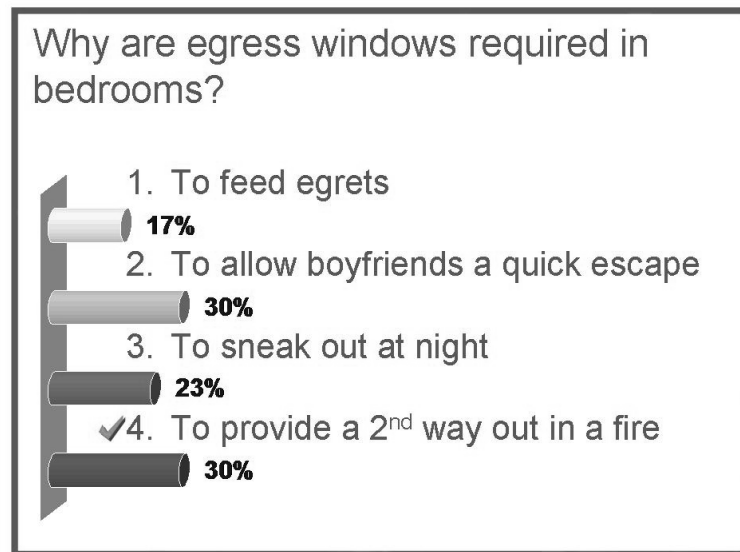 Why are egress windows required in
bedrooms?
1. To feed egrets
17%
2. To allow boyfriends a quick escape
30%
3. To sneak out at night
23%
4. To provide a 2nd way out in a fire
30%